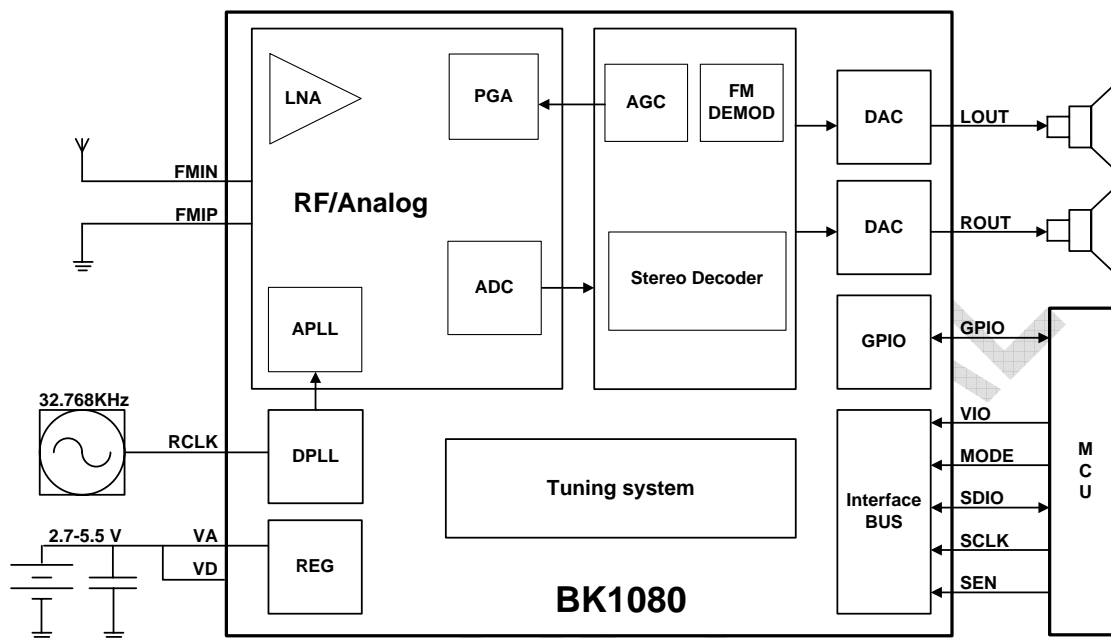 LNA
PGA
AGC
FM
DEMOD
DAC
LOUT
FMIN
RF/Analog
FMIP
DAC
ROUT
ADC
Stereo Decoder
APLL
GPIO
GPIO
32.768KHz
RCLK
DPLL
Tuning system
Interface
BUS
VIO
MODE
SDIO
SCLK
SEN
M
C
U
2.7-5.5 V
VA
VD
REG
BK1080